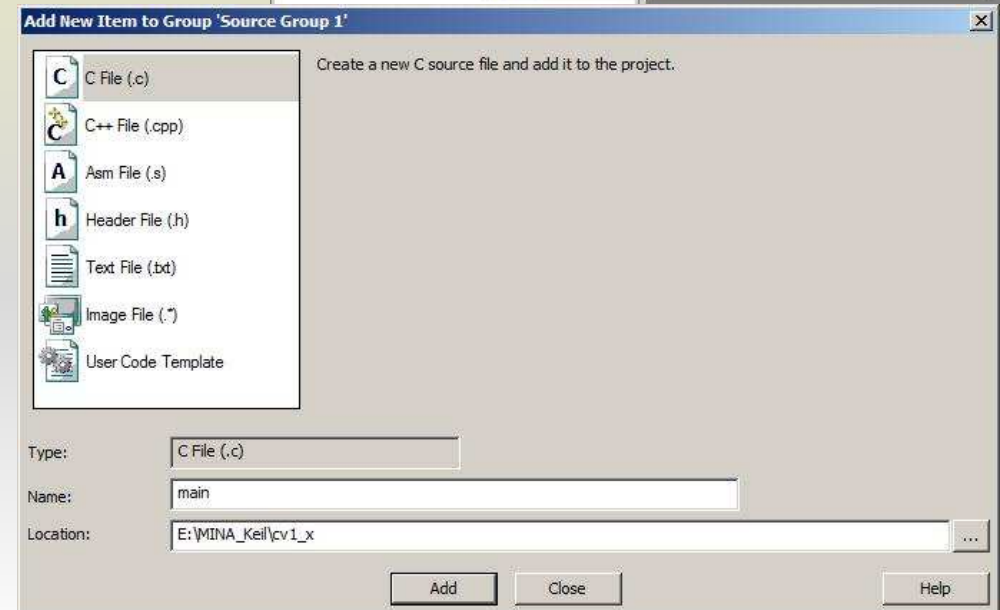 Add New Item to Group 'Source Group 1'
C File (.c)
Create a new C source file and add it to the project.
C++ File (.cpp)
Asm File (.s)
Header File (.h)
Text File (.txt)
Image File (.*)
User Code Template
Type:
C File (.c)
Name:
main
Location:
E:\MINA_Keil\cv1_x
...
Add
Close
Help